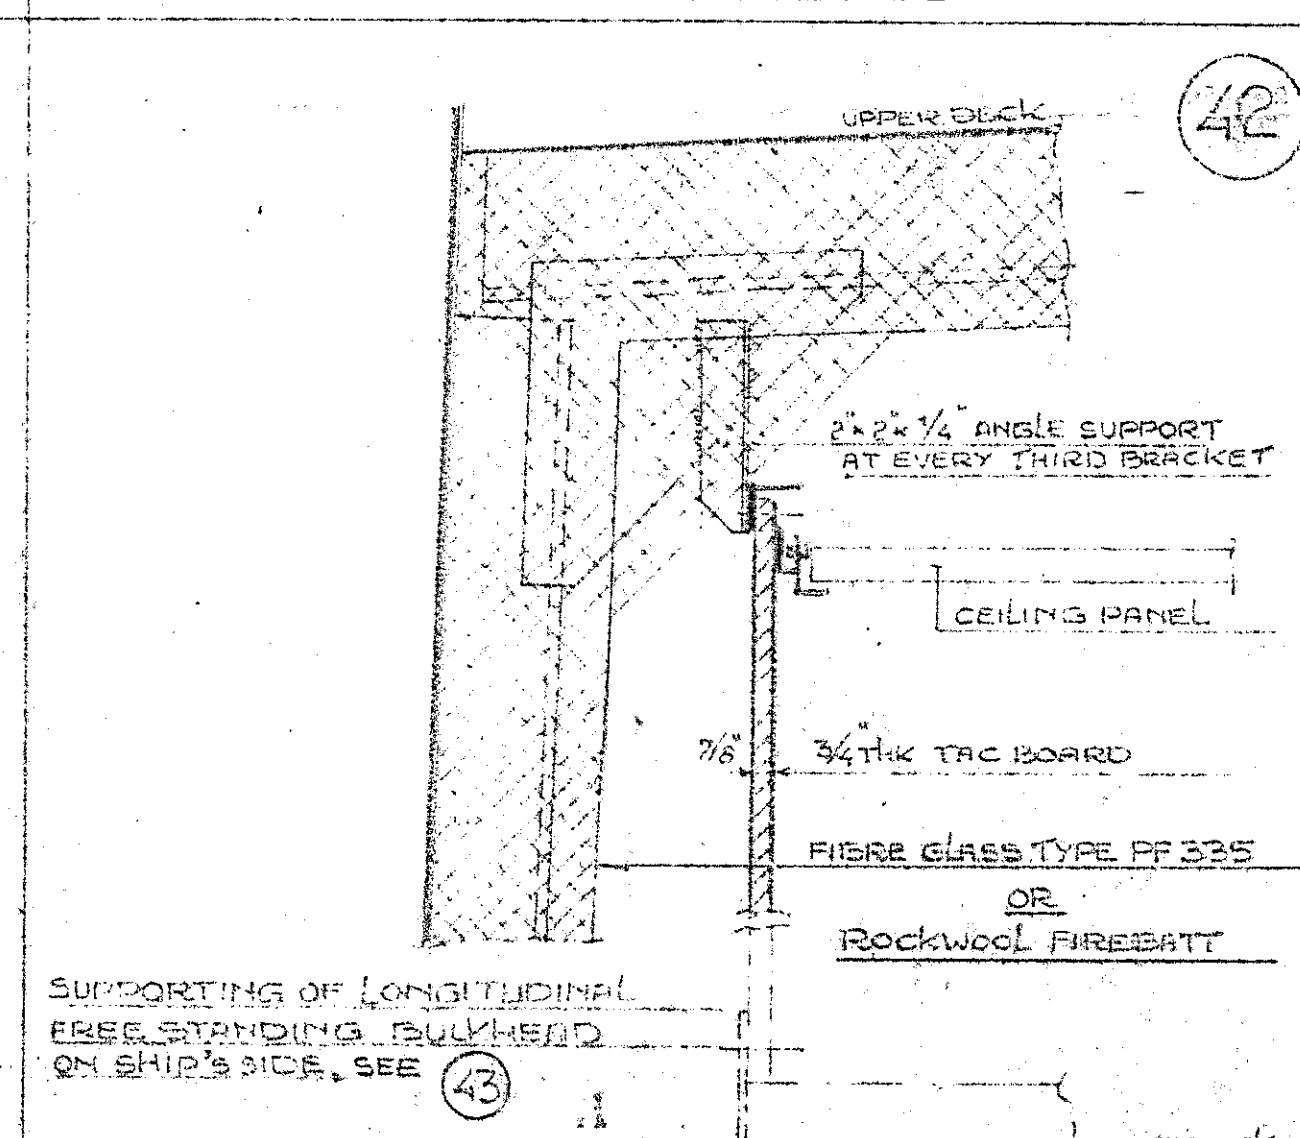 42
UPPER DECK
2"x 2"x 1/4" ANGLE SUPPORT
AT EVERY THIRD BRACKET
CEILING PANEL
7/8"
3/4" THK TAC BOARD
FIBRE GLASS TYPE PF 335
OR
ROCKWOOL FIREBATT
SUPPORTING OF LONGITUDINAL
FREE STANDING BULKHEAD
ON SHIP'S SIDE, SEE 43